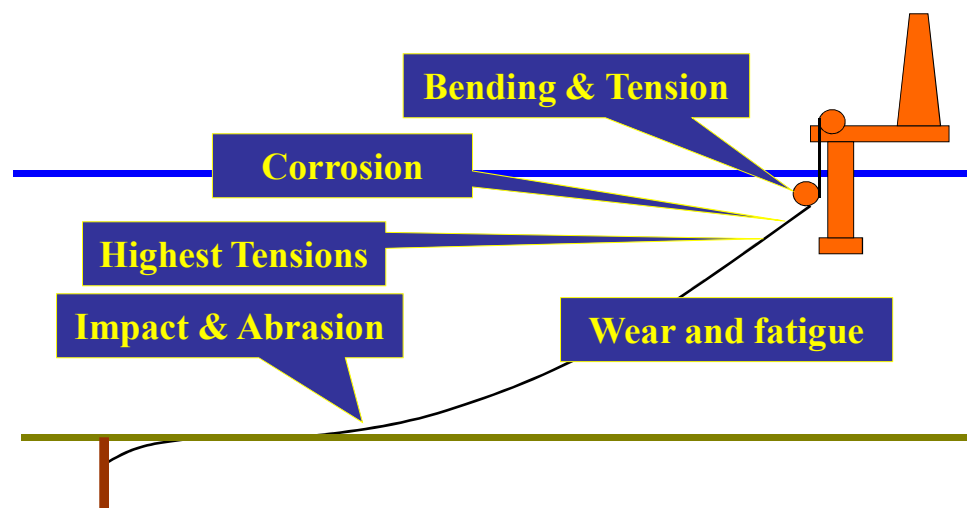 Bending & Tension
Corrosion
Highest Tensions
Impact & Abrasion
Wear and fatigue